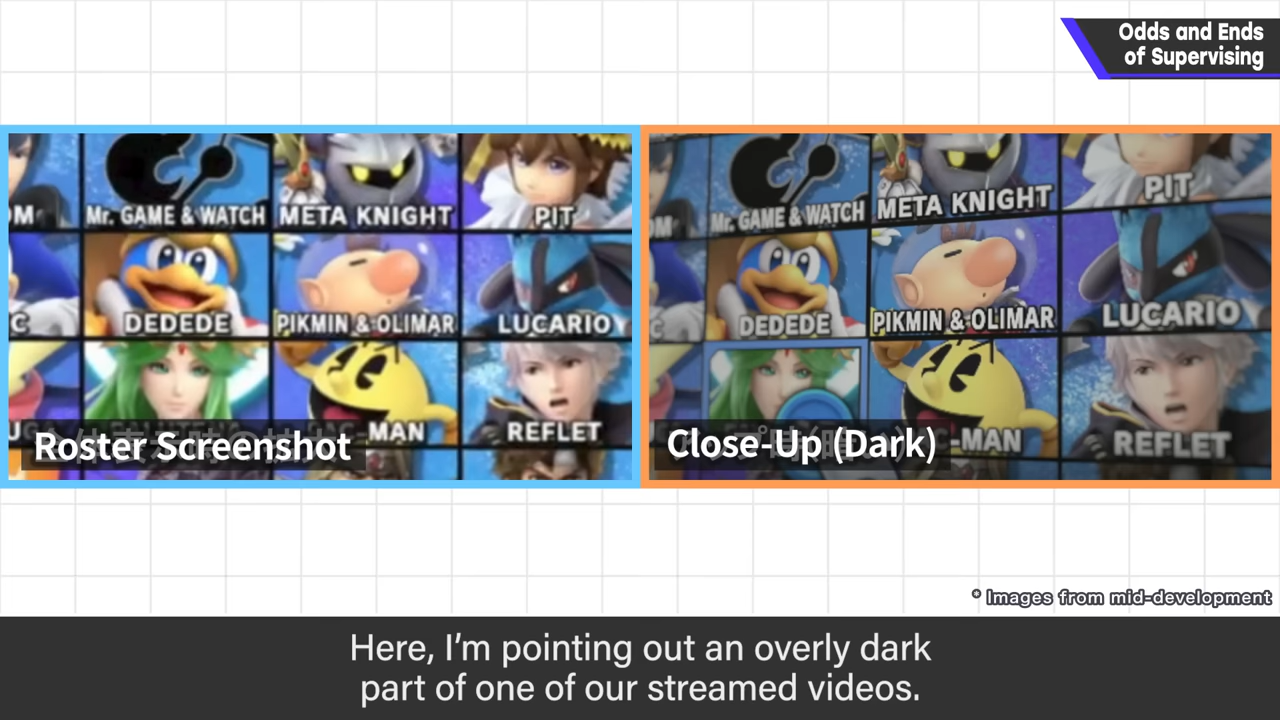 Odds and Ends
of Supervising
Mr. GAME & WATCH
META KNIGHT
PIT
C
DEDEDE
PIKMIN & OLIMAR
LUCARIO
MAN
REFLET
Roster Screenshot
Mr. GAME & WATCH
META KNIGHT
PIT
DEDEDE
PIKMIN & OLIMAR
LUCARIO
-MAN
REFLET
Close-Up (Dark)
* Images from mid-development
Here, I'm pointing out an overly dark
part of one of our streamed videos.